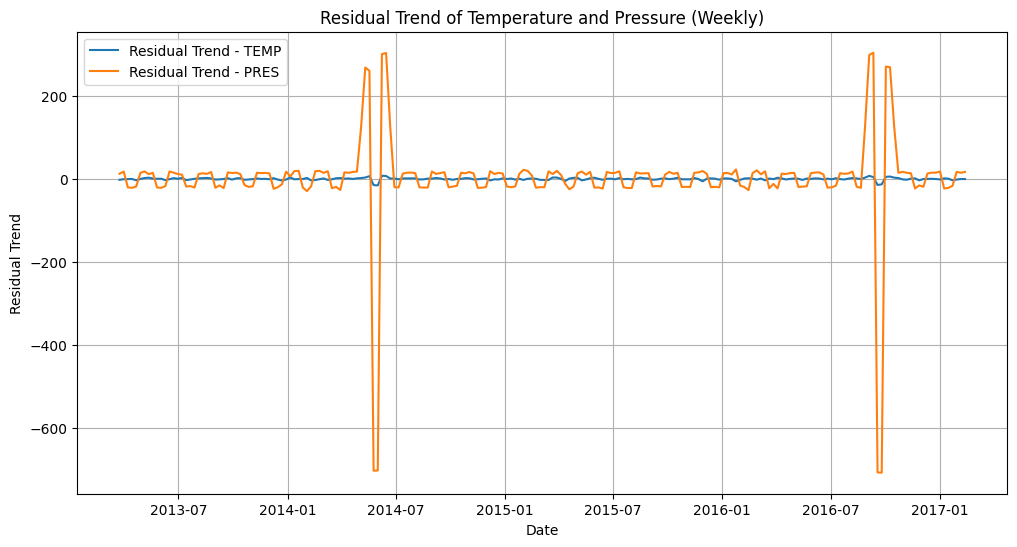 Residual Trend of Temperature and Pressure (Weekly)
Residual Trend - TEMP
Residual Trend - PRES
Residual Trend
200
0
−200
−400
−600
2013-07
2014-01
2014-07
2015-01
2015-07
2016-01
2016-07
2017-01
Date